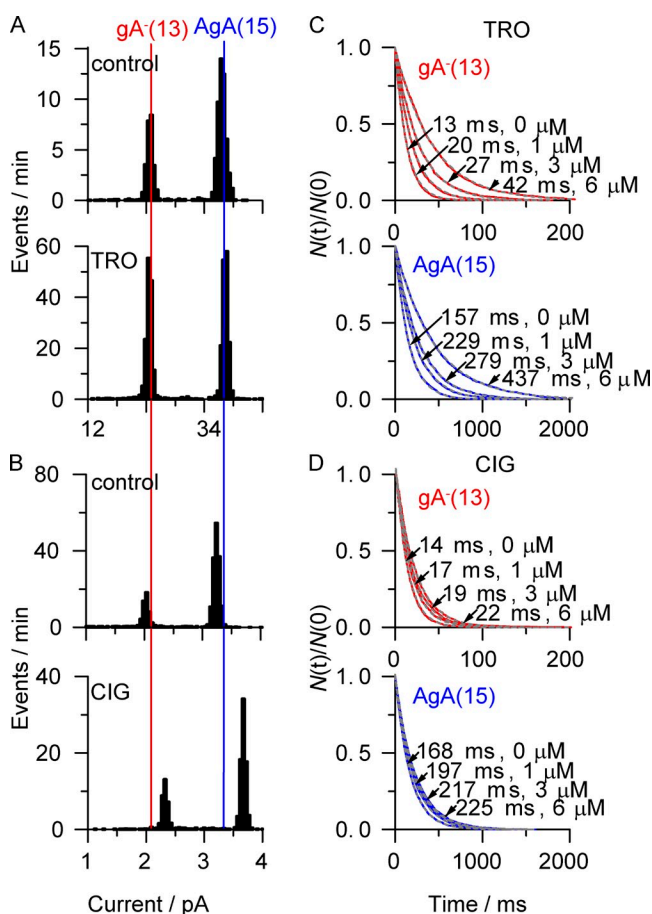 A
gA-(13)
AgA(15)
control
Events / min
15
10
5
0
TRO
60
40
20
0
12
34
B
control
Events / min
80
40
0
CIG
40
20
0
1
2
3
4
Current / pA
C
TRO
gA-(13)
N(t)/N(0)
1.0
0.5
0
13 ms, 0 μM
20 ms, 1 μM
27 ms, 3 μM
42 ms, 6 μM
0
100
200
AgA(15)
1.0
0.5
0
157 ms, 0 μM
229 ms, 1 μM
279 ms, 3 μM
437 ms, 6 μM
0
1000
2000
D
CIG
gA-(13)
N(t)/N(0)
1.0
0.5
0
14 ms, 0 μM
17 ms, 1 μM
19 ms, 3 μM
22 ms, 6 μM
0
100
200
AgA(15)
1.0
0.5
0
168 ms, 0 μM
197 ms, 1 μM
217 ms, 3 μM
225 ms, 6 μM
0
1000
2000
Time / ms